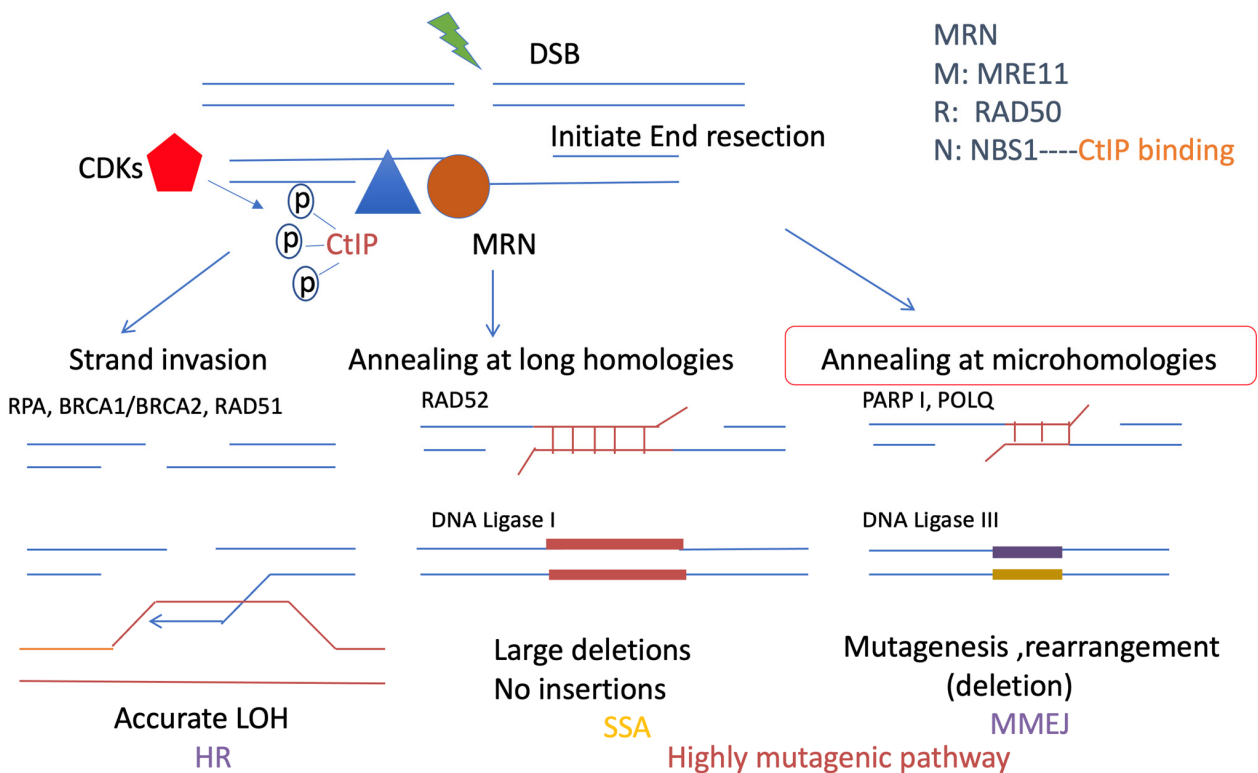 DSB
MRN
M: MRE11
R: RAD50
N: NBS1----CtIP binding
Initiate End resection
CDKs
p
p
CtIP
p
MRN
Strand invasion
RPA, BRCA1/BRCA2, RAD51
Accurate LOH
HR
Annealing at long homologies
RAD52
DNA Ligase I
Large deletions
No insertions
SSA
Annealing at microhomologies
PARP I, POLQ
DNA Ligase III
Mutagenesis ,rearrangement
(deletion)
MMEJ
Highly mutagenic pathway